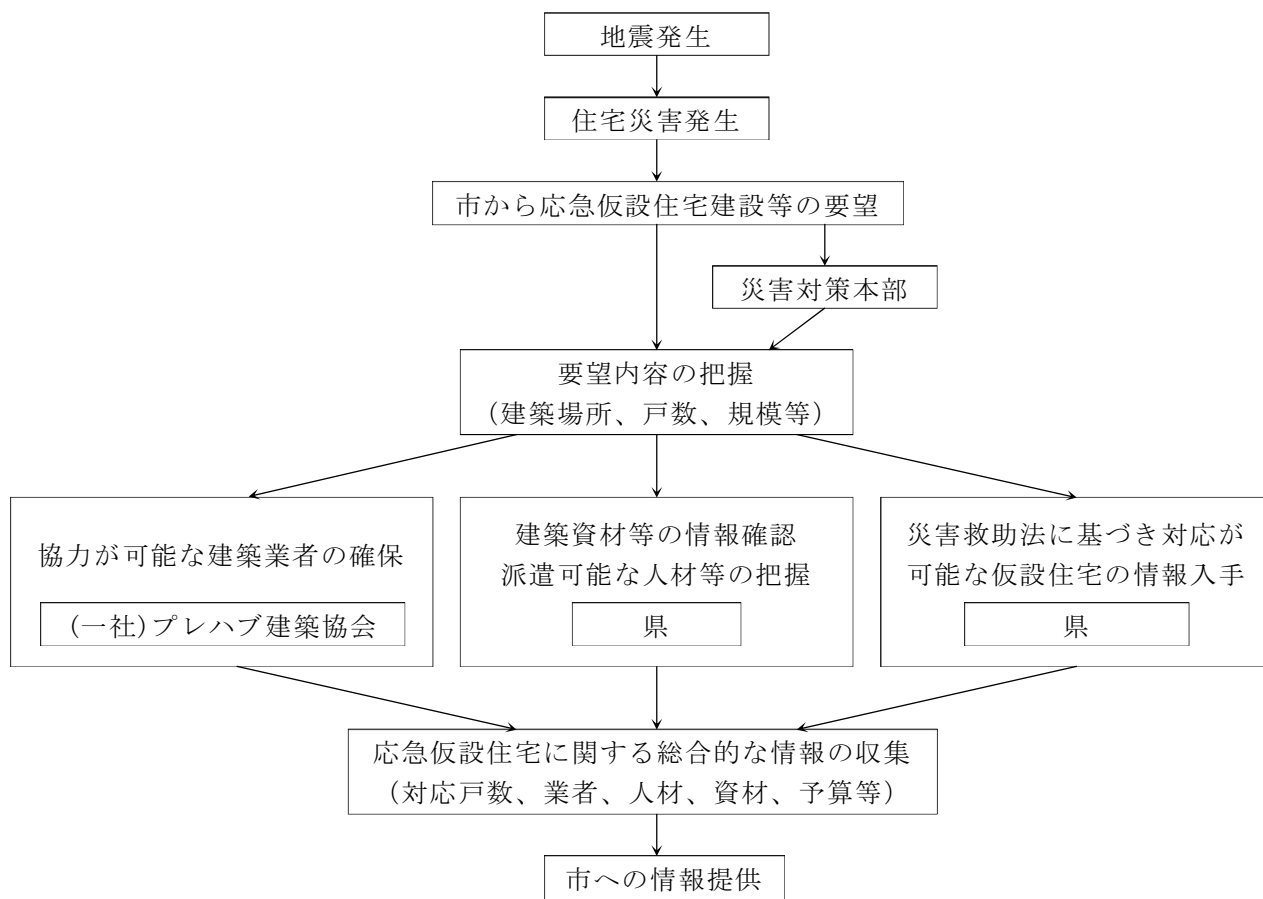 地震発生
住宅災害発生
市から応急仮設住宅建設等の要望
災害対策本部
要望内容の把握
(建築場所、戸数、規模等)
協力が可能な建築業者の確保
(一社)プレハブ建築協会
建築資材等の情報確認
派遣可能な人材等の把握
県
災害救助法に基づき対応が
可能な仮設住宅の情報入手
県
応急仮設住宅に関する総合的な情報の収集
(対応戸数、業者、人材、資材、予算等)
市への情報提供